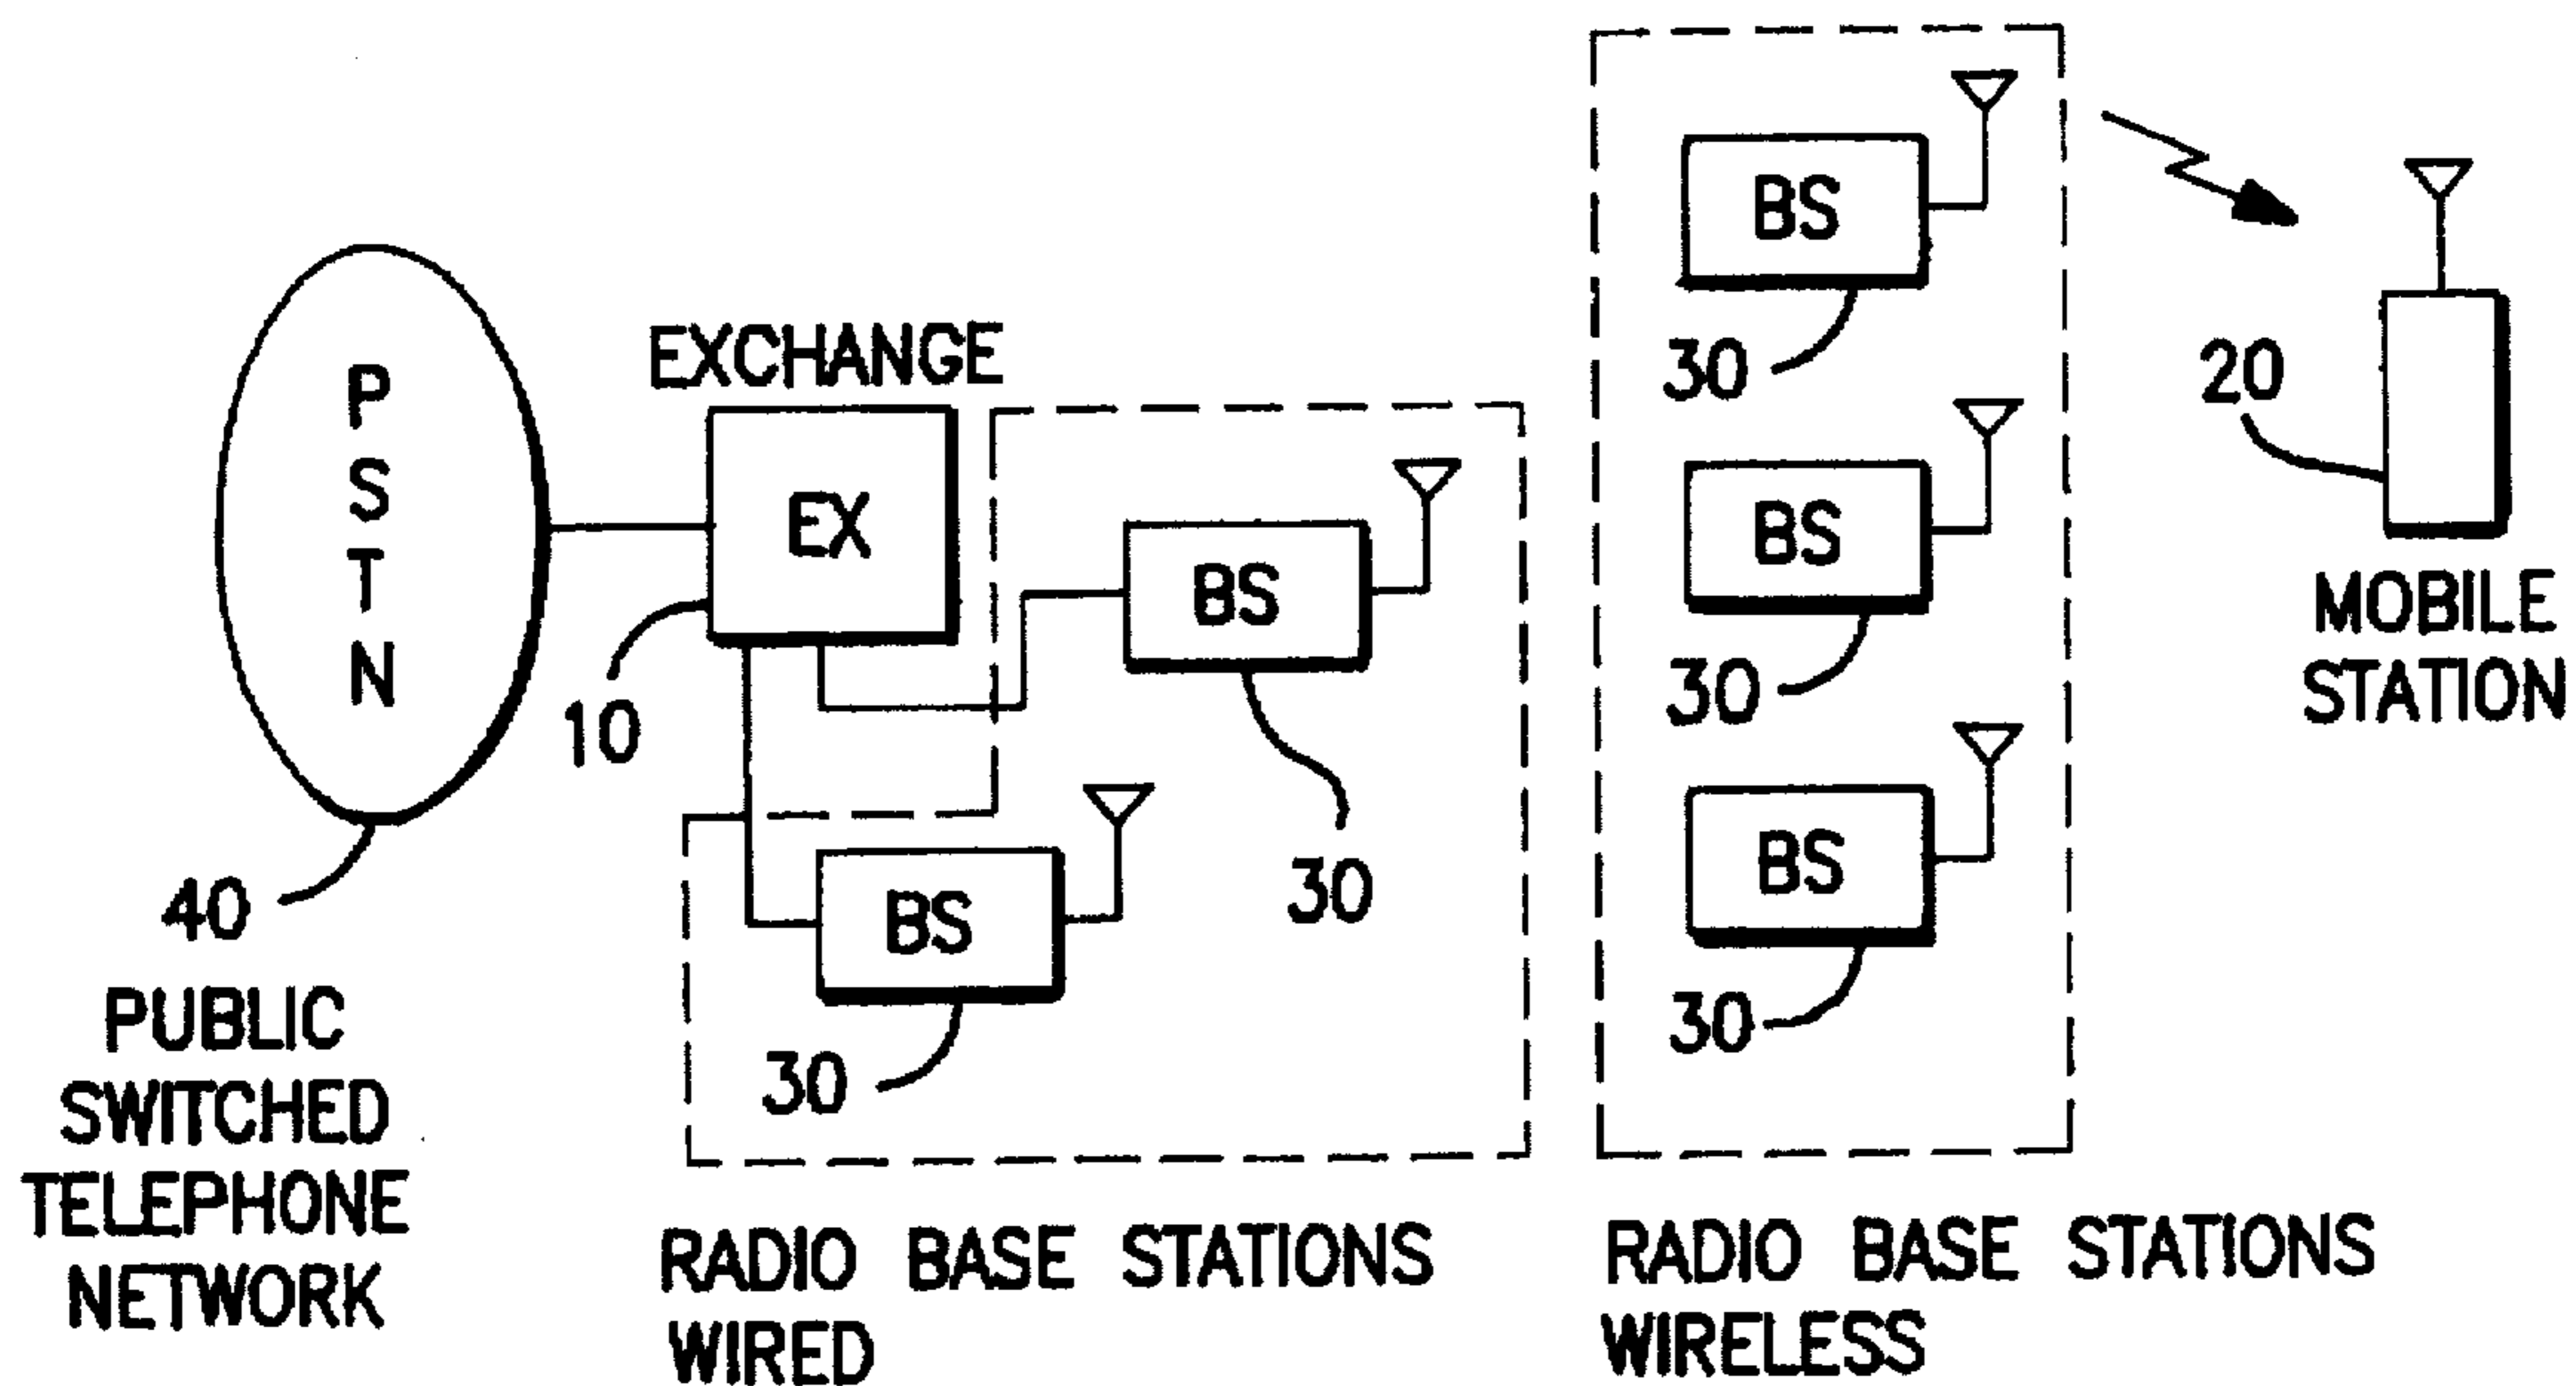 P
S
T
N
40
PUBLIC
SWITCHED
TELEPHONE
NETWORK
EXCHANGE
EX
10
BS
30
BS
30
RADIO BASE STATIONS
WIRED
BS
30
BS
30
BS
30
RADIO BASE STATIONS
WIRELESS
20
MOBILE
STATION